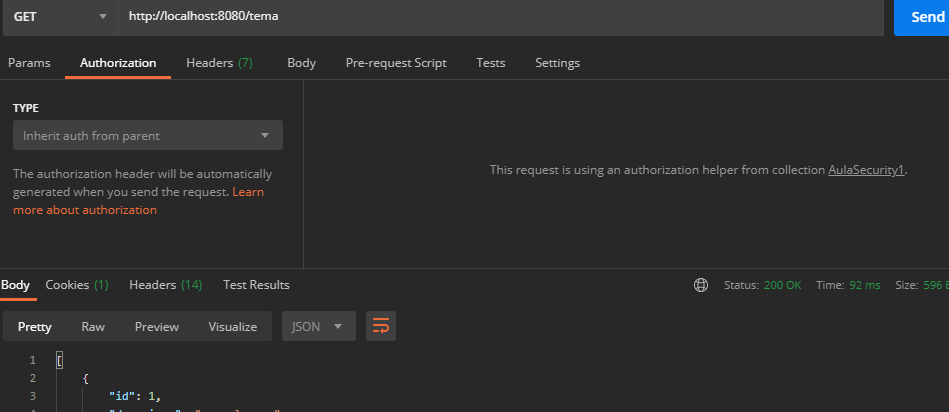 GET http://localhost:8080/tema Send
Params Authorization Headers (7) Body Pre-request Script Tests Settings
TYPE
Inherit auth from parent
The authorization header will be automatically
generated when you send the request. Learn
more about authorization
This request is using an authorization helper from collection AulaSecurity1.
Body Cookies (1) Headers (14) Test Results Status: 200 OK Time: 92 ms Size: 596
Pretty Raw Preview Visualize JSON
1 [
2 {
3 "id": 1,